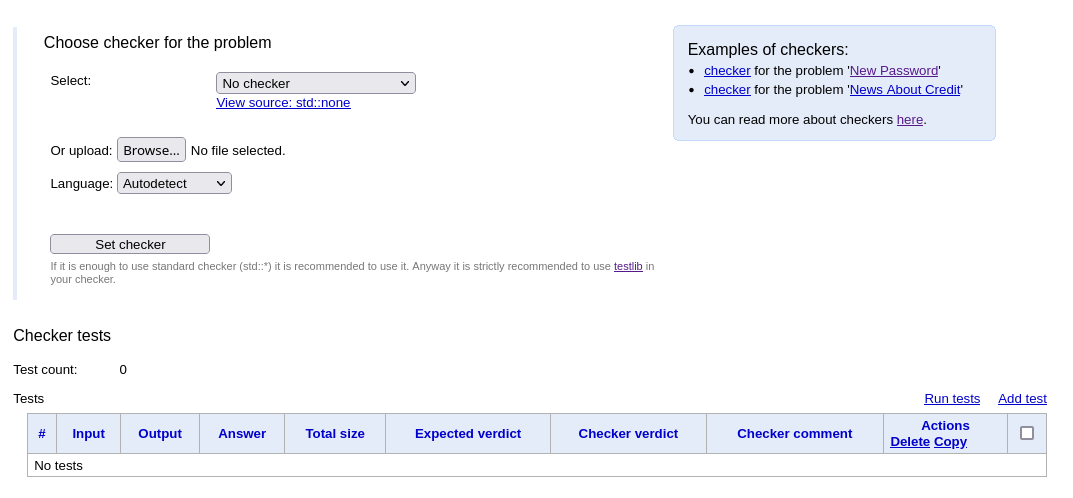 Choose checker for the problem
Select:
No checker
View source: std::none
Or upload: Browse... No file selected.
Language: Autodetect
Set checker
If it is enough to use standard checker (std::*) it is recommended to use it. Anyway it is strictly recommended to use testlib in
your checker.
Examples of checkers:
• checker for the problem 'New Password'
• checker for the problem 'News About Credit'
You can read more about checkers here.
Checker tests
Test count: 0
Tests
Run tests Add test
# Input Output Answer Total size Expected verdict Checker verdict Checker comment Actions
Delete Copy
No tests